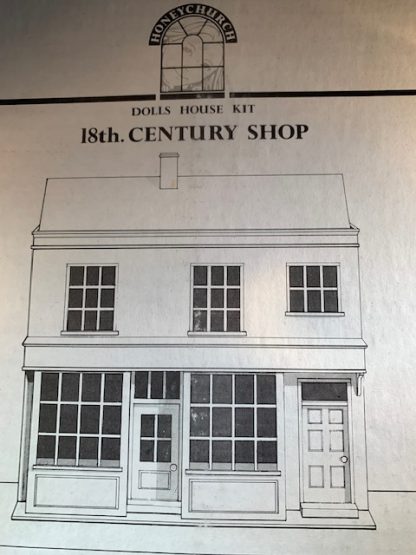 HONEYCHURCH
DOLLS HOUSE KIT
18th. CENTURY SHOP